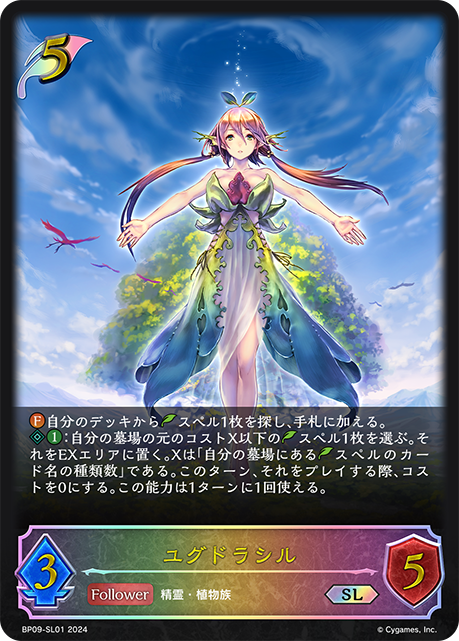 5
F 自分のデッキからスペル1枚を探し、手札に加える。
1:自分の墓場の元のコストX以下のスペル1枚を選ぶ。そ
れをEXエリアに置く。Xは「自分の墓場にあるスペルのカー
ド名の種類数」である。このターン、それをプレイする際、コス
トを0にする。この能力は1ターンに1回使える。
ユグドラシル
3
Follower 精霊・植物族
SL
5
BP09-SL01 2024
© Cygames, Inc.